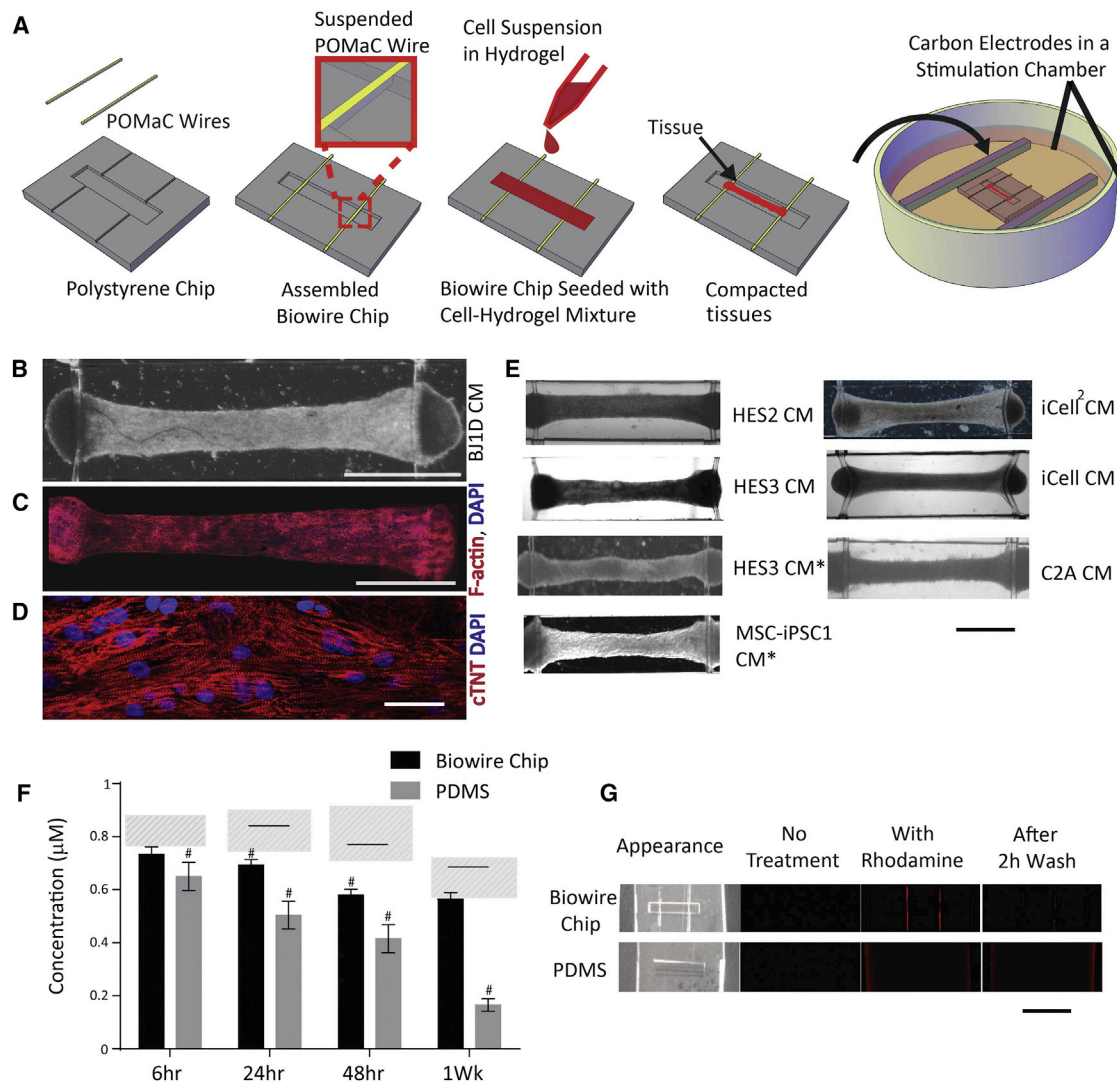 A
Suspended
POMaC Wire
Cell Suspension
in Hydrogel
Carbon Electrodes in a
Stimulation Chamber
POMaC Wires
Tissue
Polystyrene Chip
Assembled
Biowire Chip
Biowire Chip Seeded with
Cell-Hydrogel Mixture
Compacted
tissues
B
BJ1D CM
C
F-actin, DAPI
D
cTNT DAPI
E
HES2 CM
iCell² CM
HES3 CM
iCell CM
HES3 CM*
C2A CM
MSC-iPSC1
CM*
F
Biowire Chip
PDMS
Concentration (µM)
1
0.8
0.6
0.4
0.2
0
# # # # # #
6hr 24hr 48hr 1Wk
G
Appearance
No
Treatment
With
Rhodamine
After
2h Wash
Biowire
Chip
PDMS